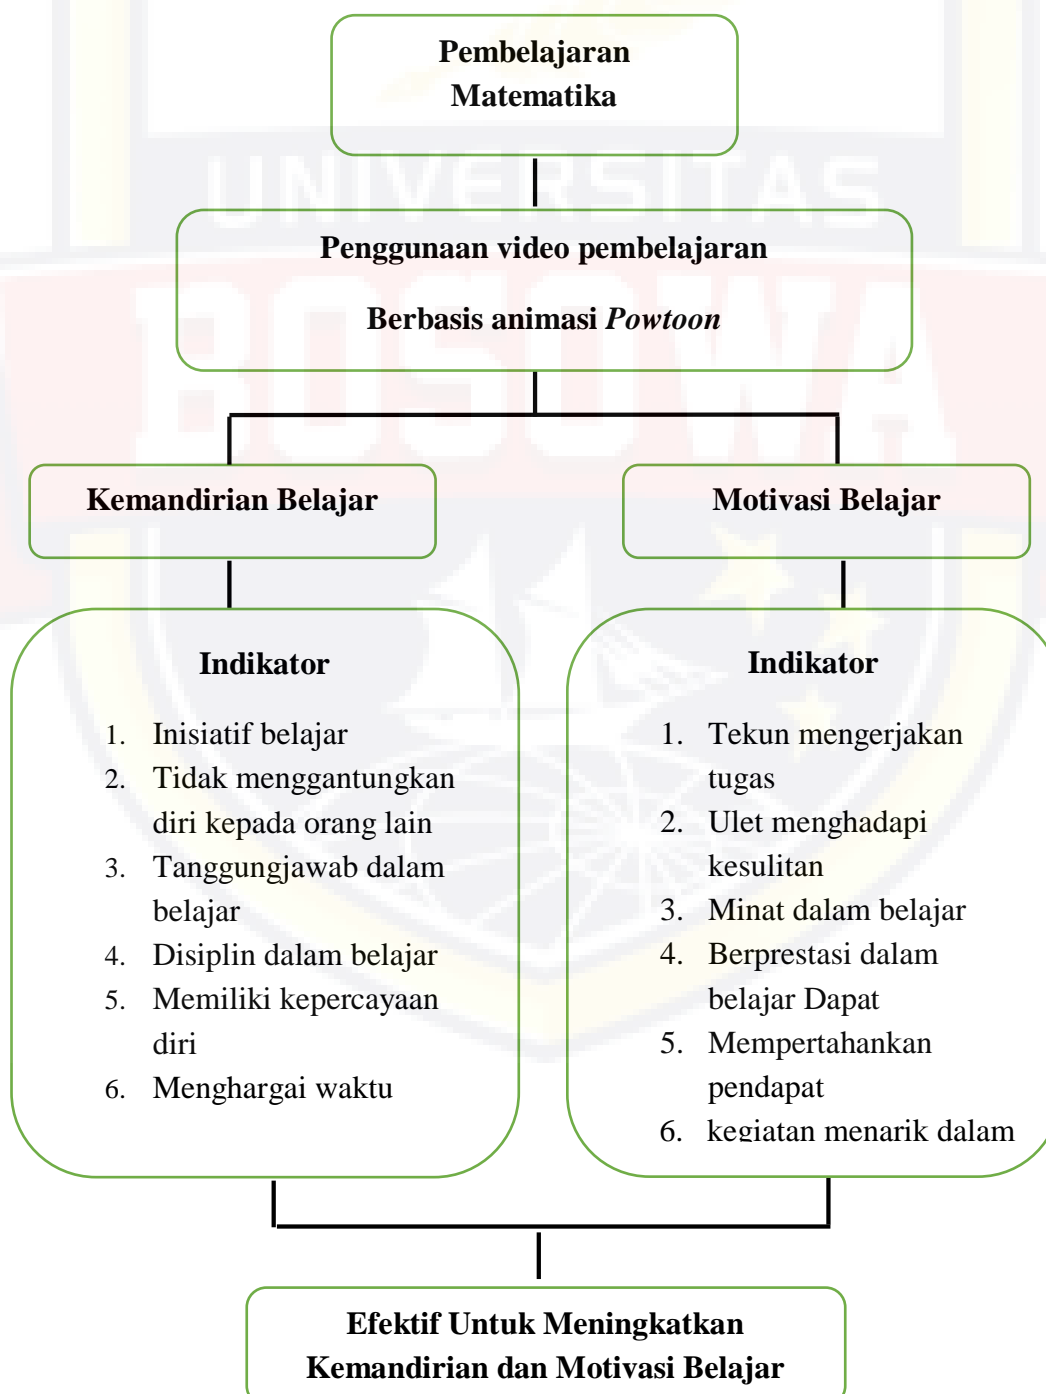 Pembelajaran
Matematika
UNIVERSITAS
BOSOWA
Penggunaan video pembelajaran
Berbasis animasi Powtoon
Kemandirian Belajar
Motivasi Belajar
Indikator
1. Inisiatif belajar
2. Tidak menggantungkan
diri kepada orang lain
3. Tanggungjawab dalam
belajar
4. Disiplin dalam belajar
5. Memiliki kepercayaan
diri
6. Menghargai waktu
Indikator
1. Tekun mengerjakan
tugas
2. Ulet menghadapi
kesulitan
3. Minat dalam belajar
4. Berprestasi dalam
belajar Dapat
5. Mempertahankan
pendapat
6. kegiatan menarik dalam
Efektif Untuk Meningkatkan
Kemandirian dan Motivasi Belajar